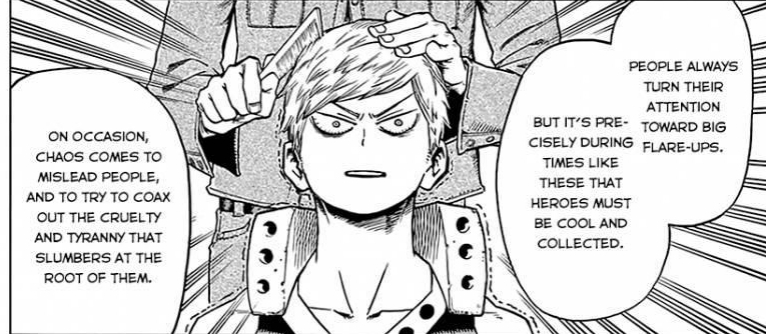 PEOPLE ALWAYS
TURN THEIR
ATTENTION
TOWARD BIG
FLARE-UPS.
BUT IT'S PRE-
CISELY DURING
TIMES LIKE
THESE THAT
HEROES MUST
BE COOL AND
COLLECTED.
ON OCCASION,
CHAOS COMES TO
MISLEAD PEOPLE,
AND TO TRY TO COAX
OUT THE CRUELTY
AND TYRANNY THAT
SLUMBERS AT THE
ROOT OF THEM.